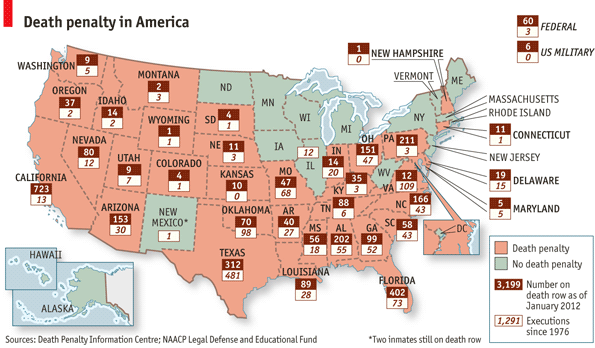 Death penalty in America
60
3
FEDERAL
6
0
US MILITARY
1
0
NEW HAMPSHIRE
VERMONT
ME
MASSACHUSETTS
RHODE ISLAND
11
1
CONNECTICUT
NEW JERSEY
19
15
DELAWARE
5
5
MARYLAND
DC
WASHINGTON
9
5
OREGON
37
2
IDAHO
14
2
MONTANA
2
3
WYOMING
1
1
NEVADA
80
12
UTAH
9
7
COLORADO
4
1
CALIFORNIA
723
13
ARIZONA
153
30
NEW
MEXICO*
1
ND
SD
4
1
NE
11
3
KANSAS
10
0
OKLAHOMA
70
98
TEXAS
312
481
MN
IA
WI
12
IL
MI
MO
47
68
AR
40
27
LOUISIANA
89
28
IN
14
20
OH
151
47
KY
35
3
TN
88
6
MS
56
18
AL
202
55
GA
99
52
FLORIDA
402
73
SC
58
43
NC
166
43
VA
12
109
WV
PA
211
3
NY
HAWAII
ALASKA
Death penalty
No death penalty
3,199
Number on
death row as of
January 2012
1,291
Executions
since 1976
Sources: Death Penalty Information Centre; NAACP Legal Defense and Educational Fund
*Two inmates still on death row